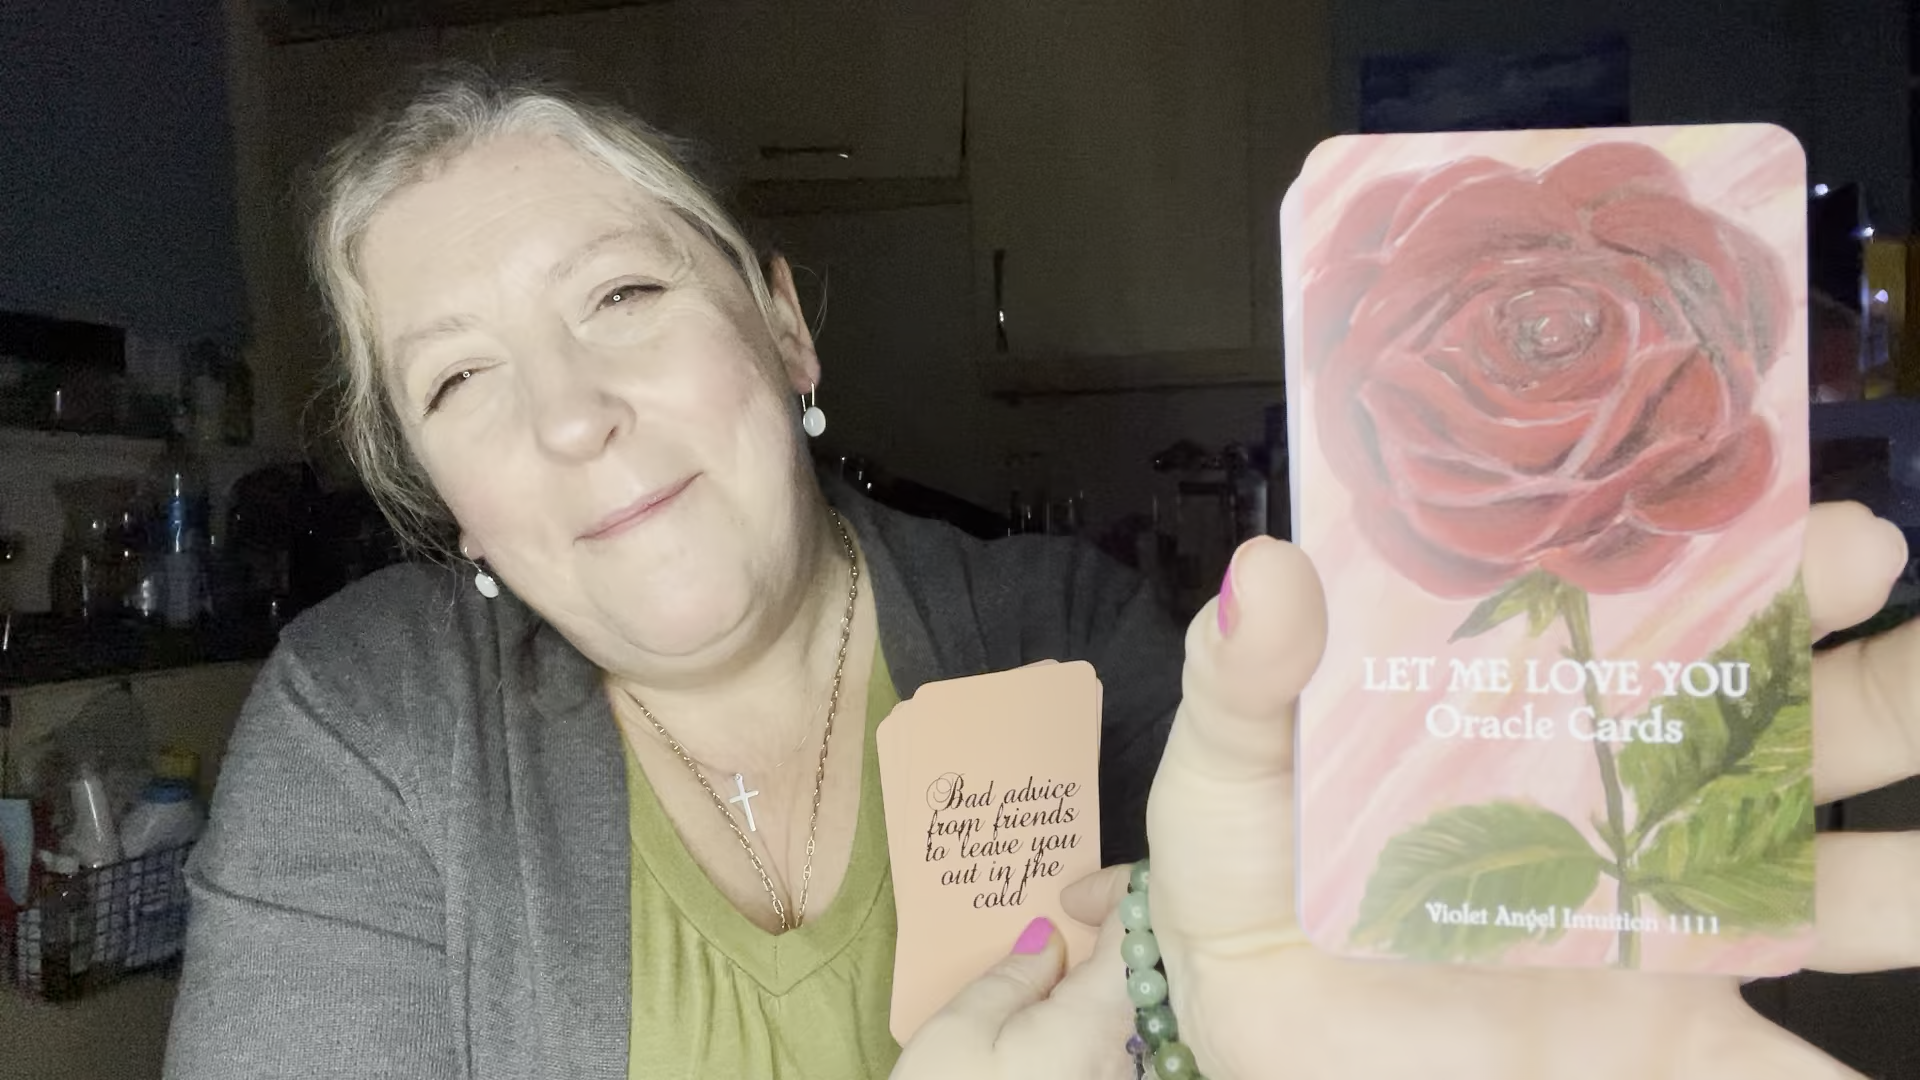 Bad advice
from friends
to leave you
out in the
cold
LET ME LOVE YOU
Oracle Cards
Violet Angel Intuition 1111